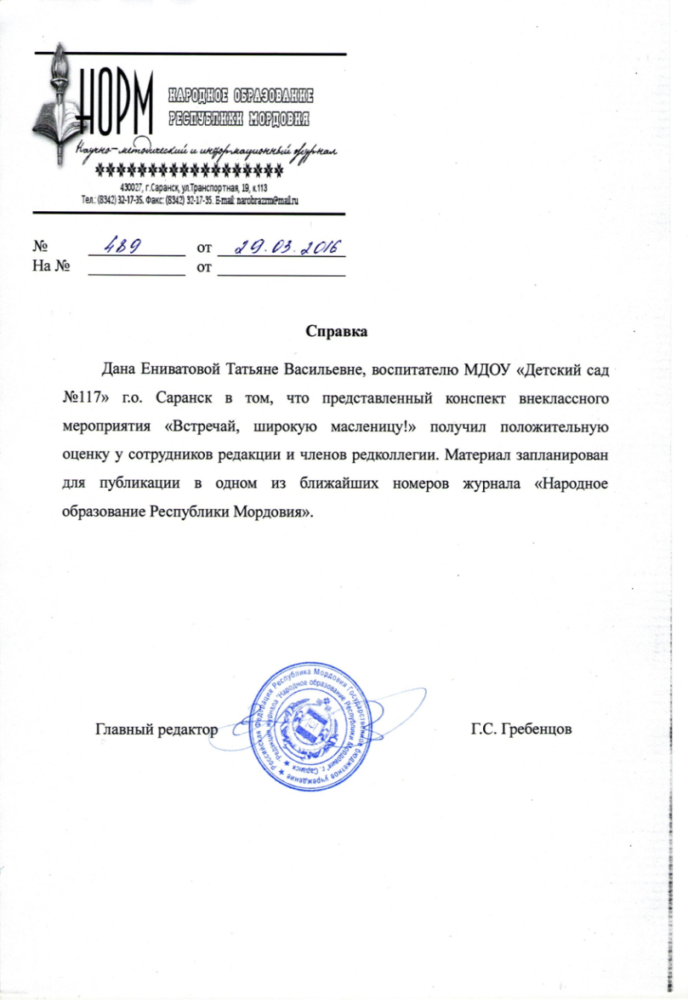 НОРМ
НАРОДНОЕ ОБРАЗОВАНИЕ
РЕСПУБЛИКИ МОРДОВИЯ
Научно-методический и информационный журнал
430027, г.Саранск, ул.Транспортная, 19, к.113
Тел.: (8342) 32-17-35. Факс: (8342) 32-17-35. E-mail: narobrazrm@mail.ru
№ 489 от 29.03.2016
На № от
Справка
Дана Ениватовой Татьяне Васильевне, воспитателю МДОУ «Детский сад
№117» г.о. Саранск в том, что представленный конспект внеклассного
мероприятия «Встречай, широкую масленицу!» получил положительную
оценку у сотрудников редакции и членов редколлегии. Материал запланирован
для публикации в одном из ближайших номеров журнала «Народное
образование Республики Мордовия».
Главный редактор
Российская Федерация Республика Мордовия Государственное бюджетное учреждение
"Редакция журнала "Народное образование Республики Мордовия" г. Саранск
Г.С. Гребенцов